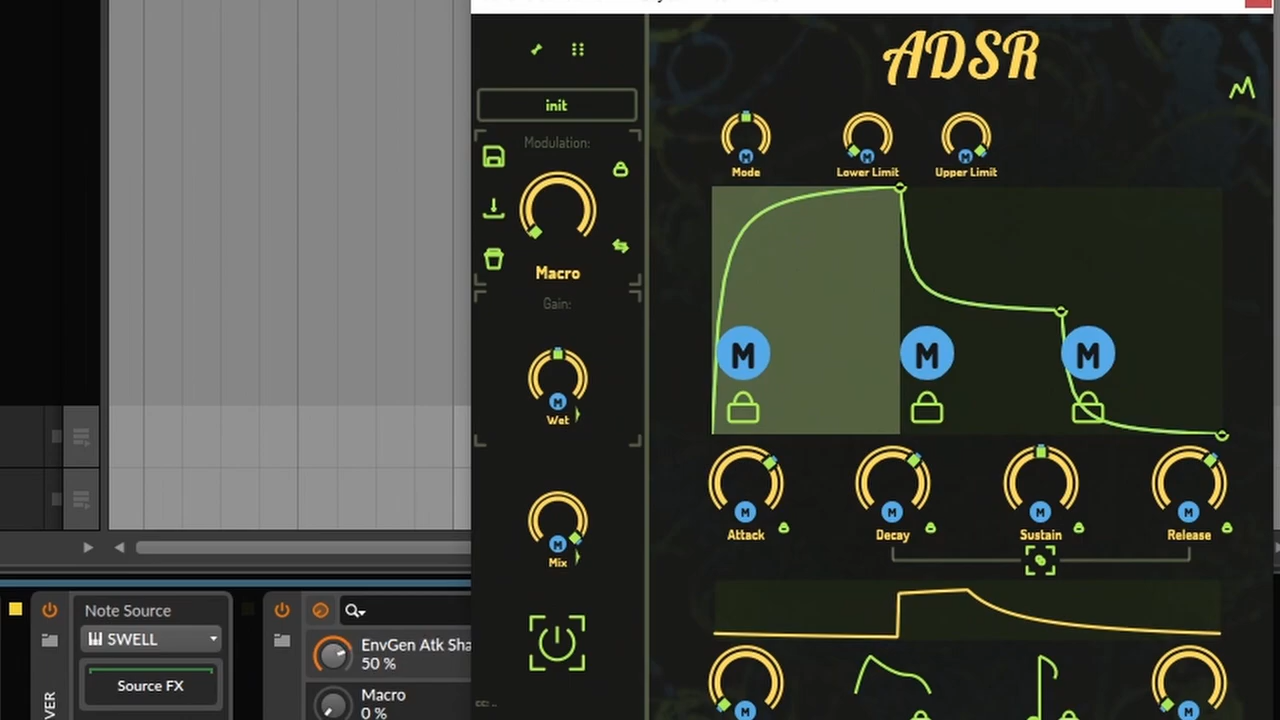 ADSR
init
Modulation:
Mode
Lower Limit
Upper Limit
M
M
M
Macro
Gain:
M
M
M
M
Wet
M
M
M
M
Attack
Decay
Sustain
Release
M
Mix
Note Source
SWELL
Source FX
VER
EnvGen Atk Sha
50 %
Macro
0 %
M
M